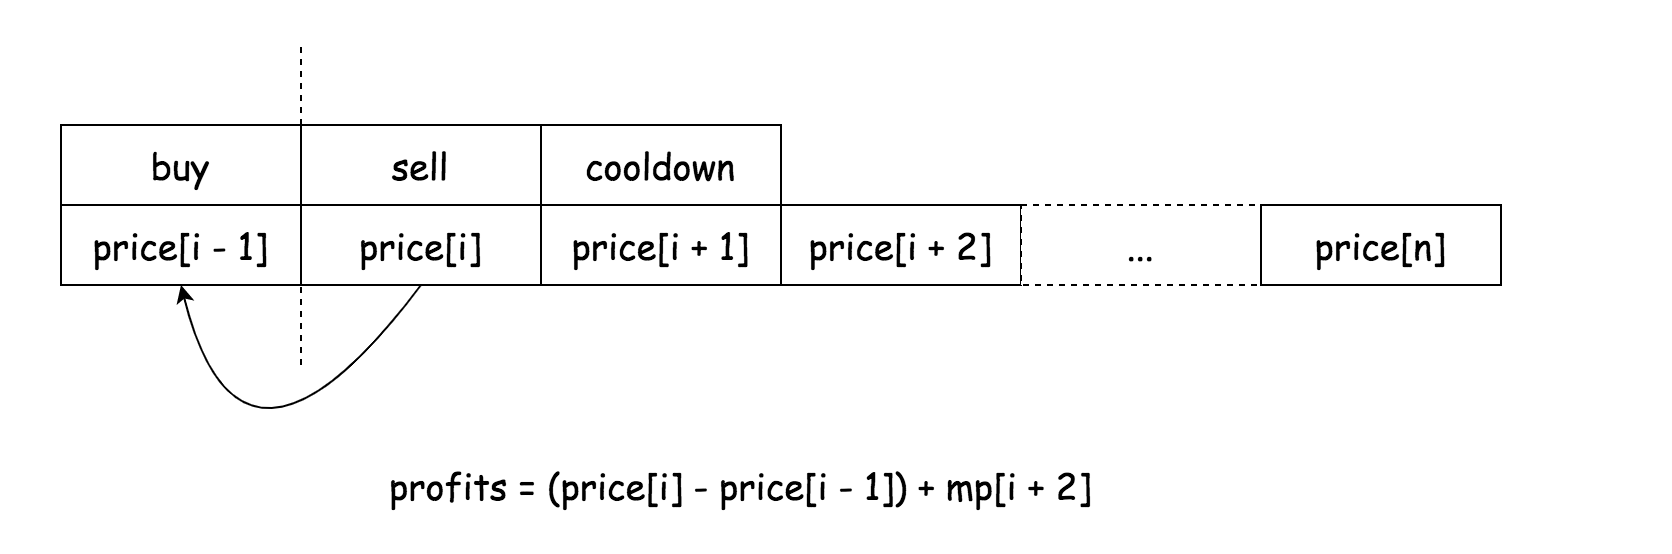 buy sell cooldown
price[i - 1] price[i] price[i + 1] price[i + 2] ... price[n]
profits = (price[i] - price[i - 1]) + mp[i + 2]